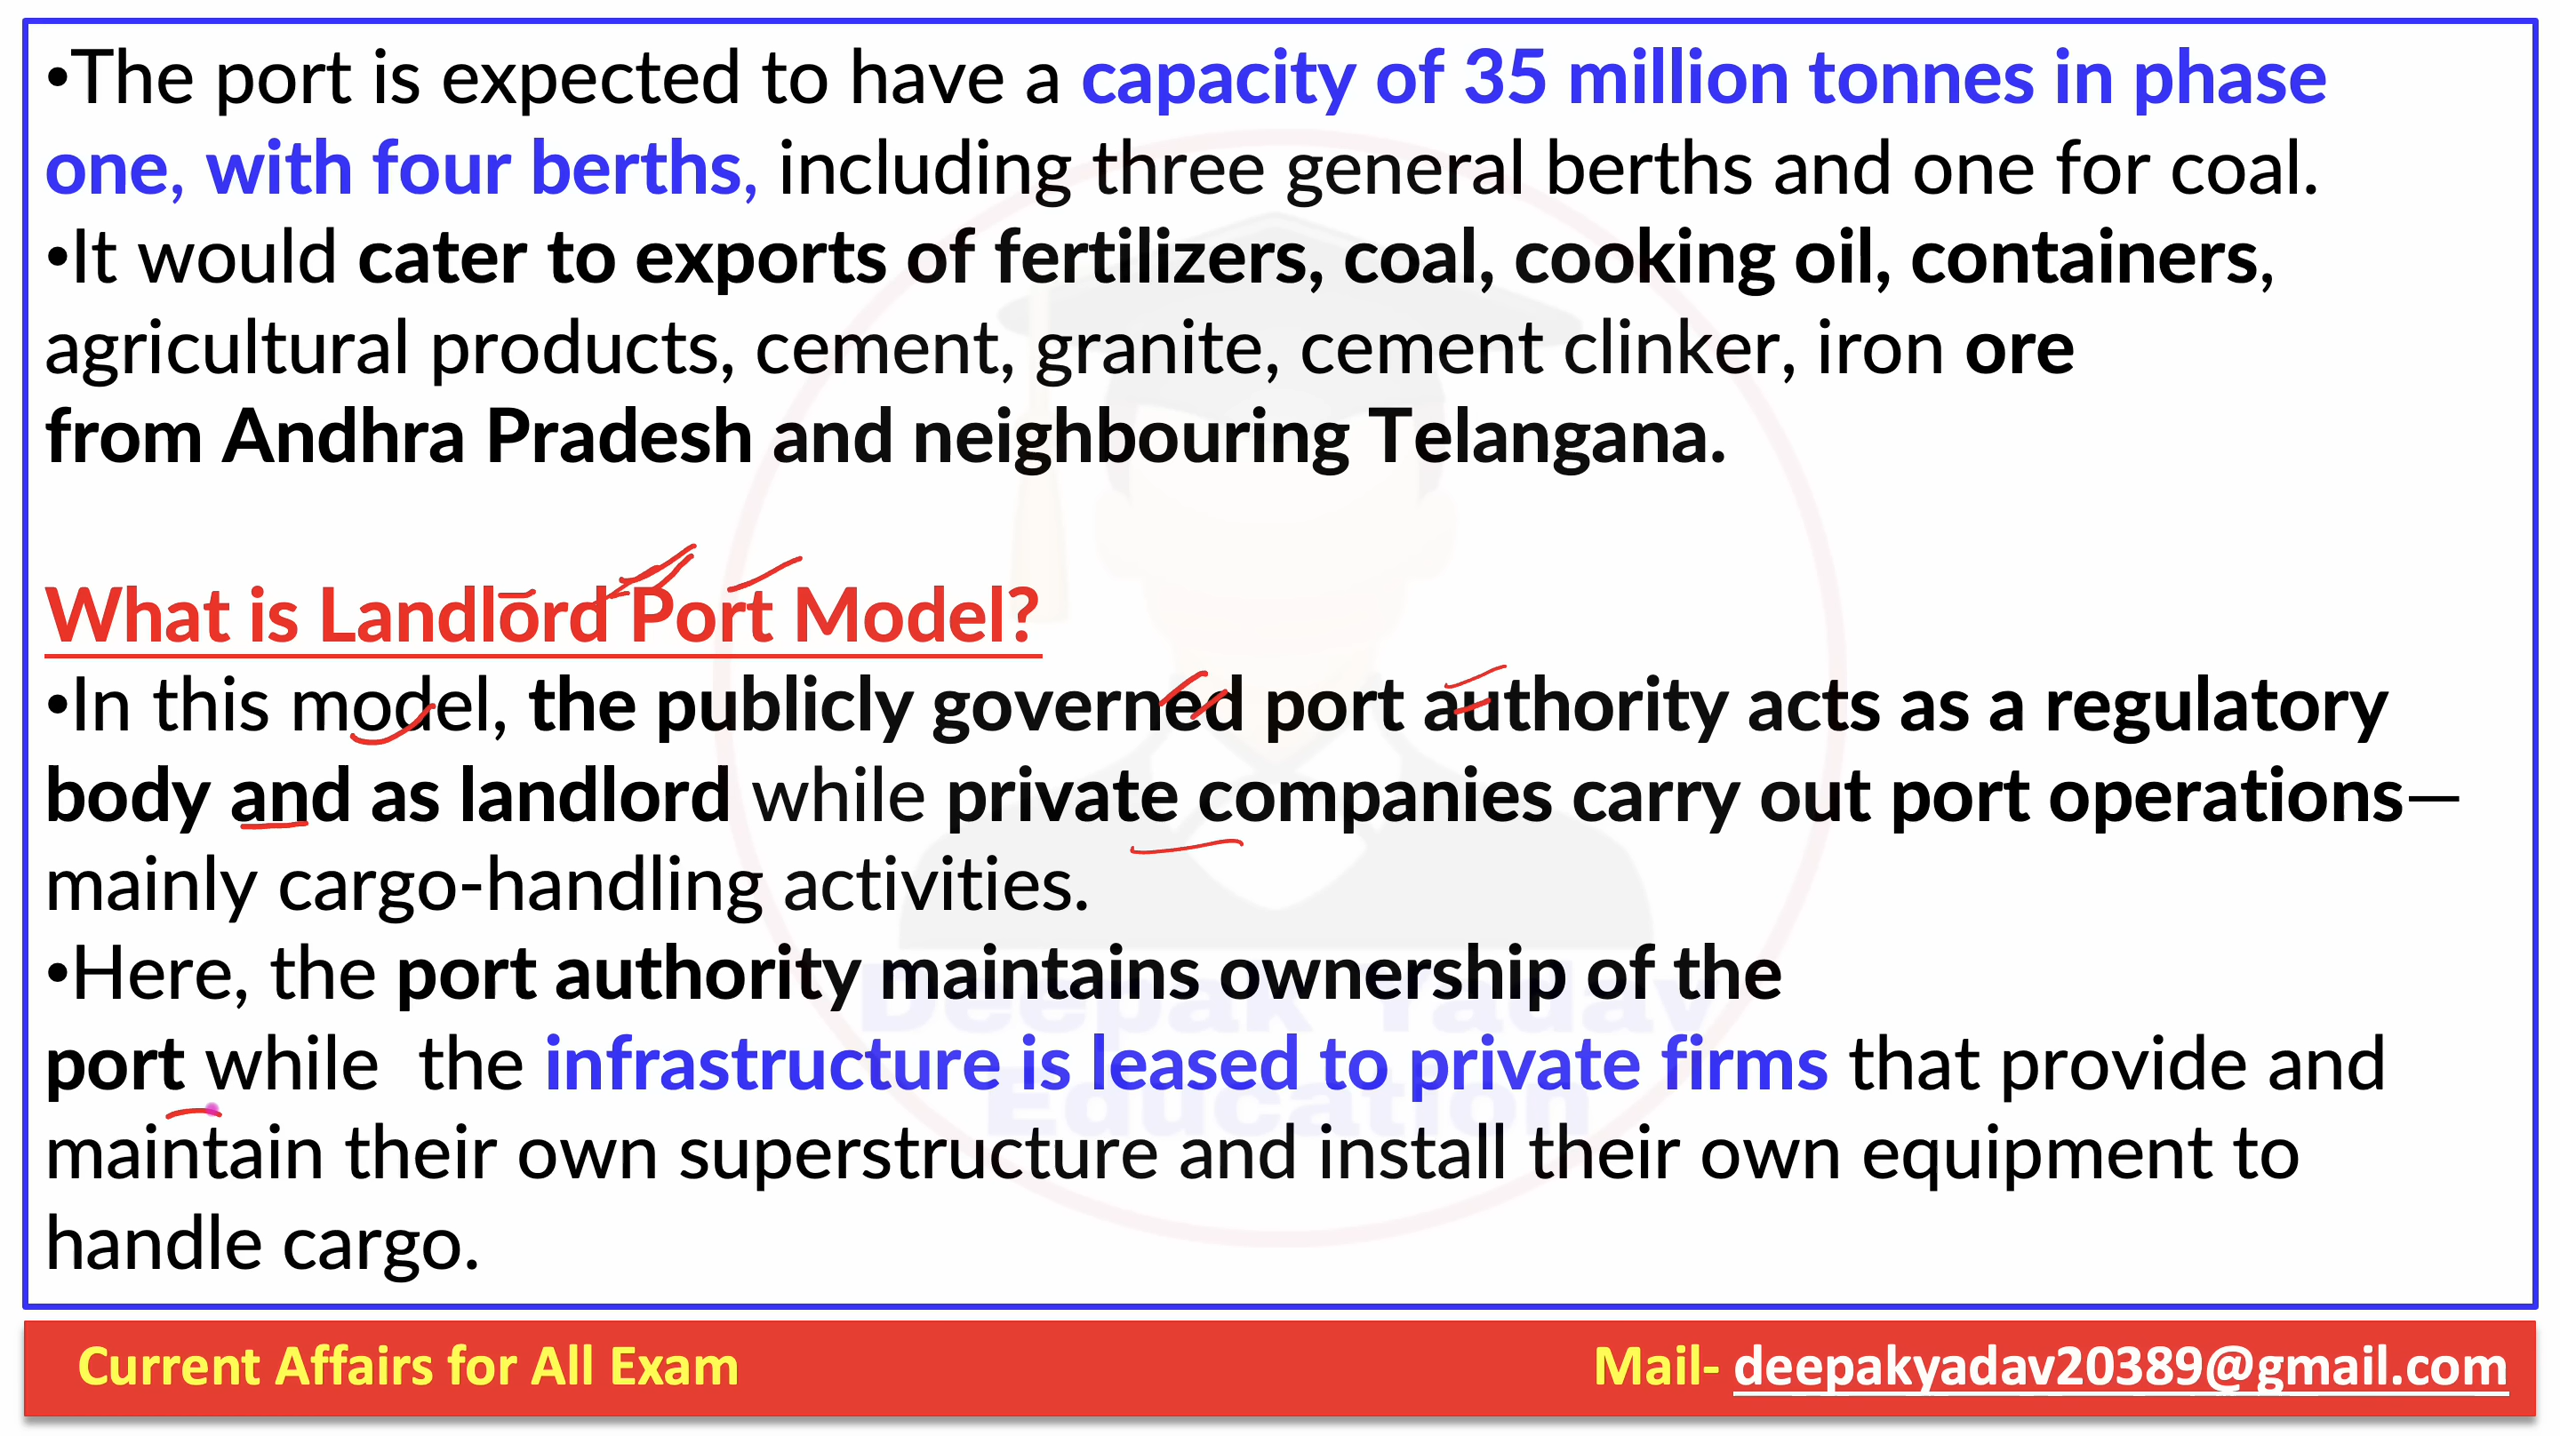 •The port is expected to have a capacity of 35 million tonnes in phase
one, with four berths, including three general berths and one for coal.
•It would cater to exports of fertilizers, coal, cooking oil, containers,
agricultural products, cement, granite, cement clinker, iron ore
from Andhra Pradesh and neighbouring Telangana.
What is Landlord Port Model?
•In this model, the publicly governed port authority acts as a regulatory
body and as landlord while private companies carry out port operations—
mainly cargo-handling activities.
•Here, the port authority maintains ownership of the
port while  the infrastructure is leased to private firms that provide and
maintain their own superstructure and install their own equipment to
handle cargo.
Deepak Yadav
Education
Current Affairs for All Exam
Mail- deepakyadav20389@gmail.com